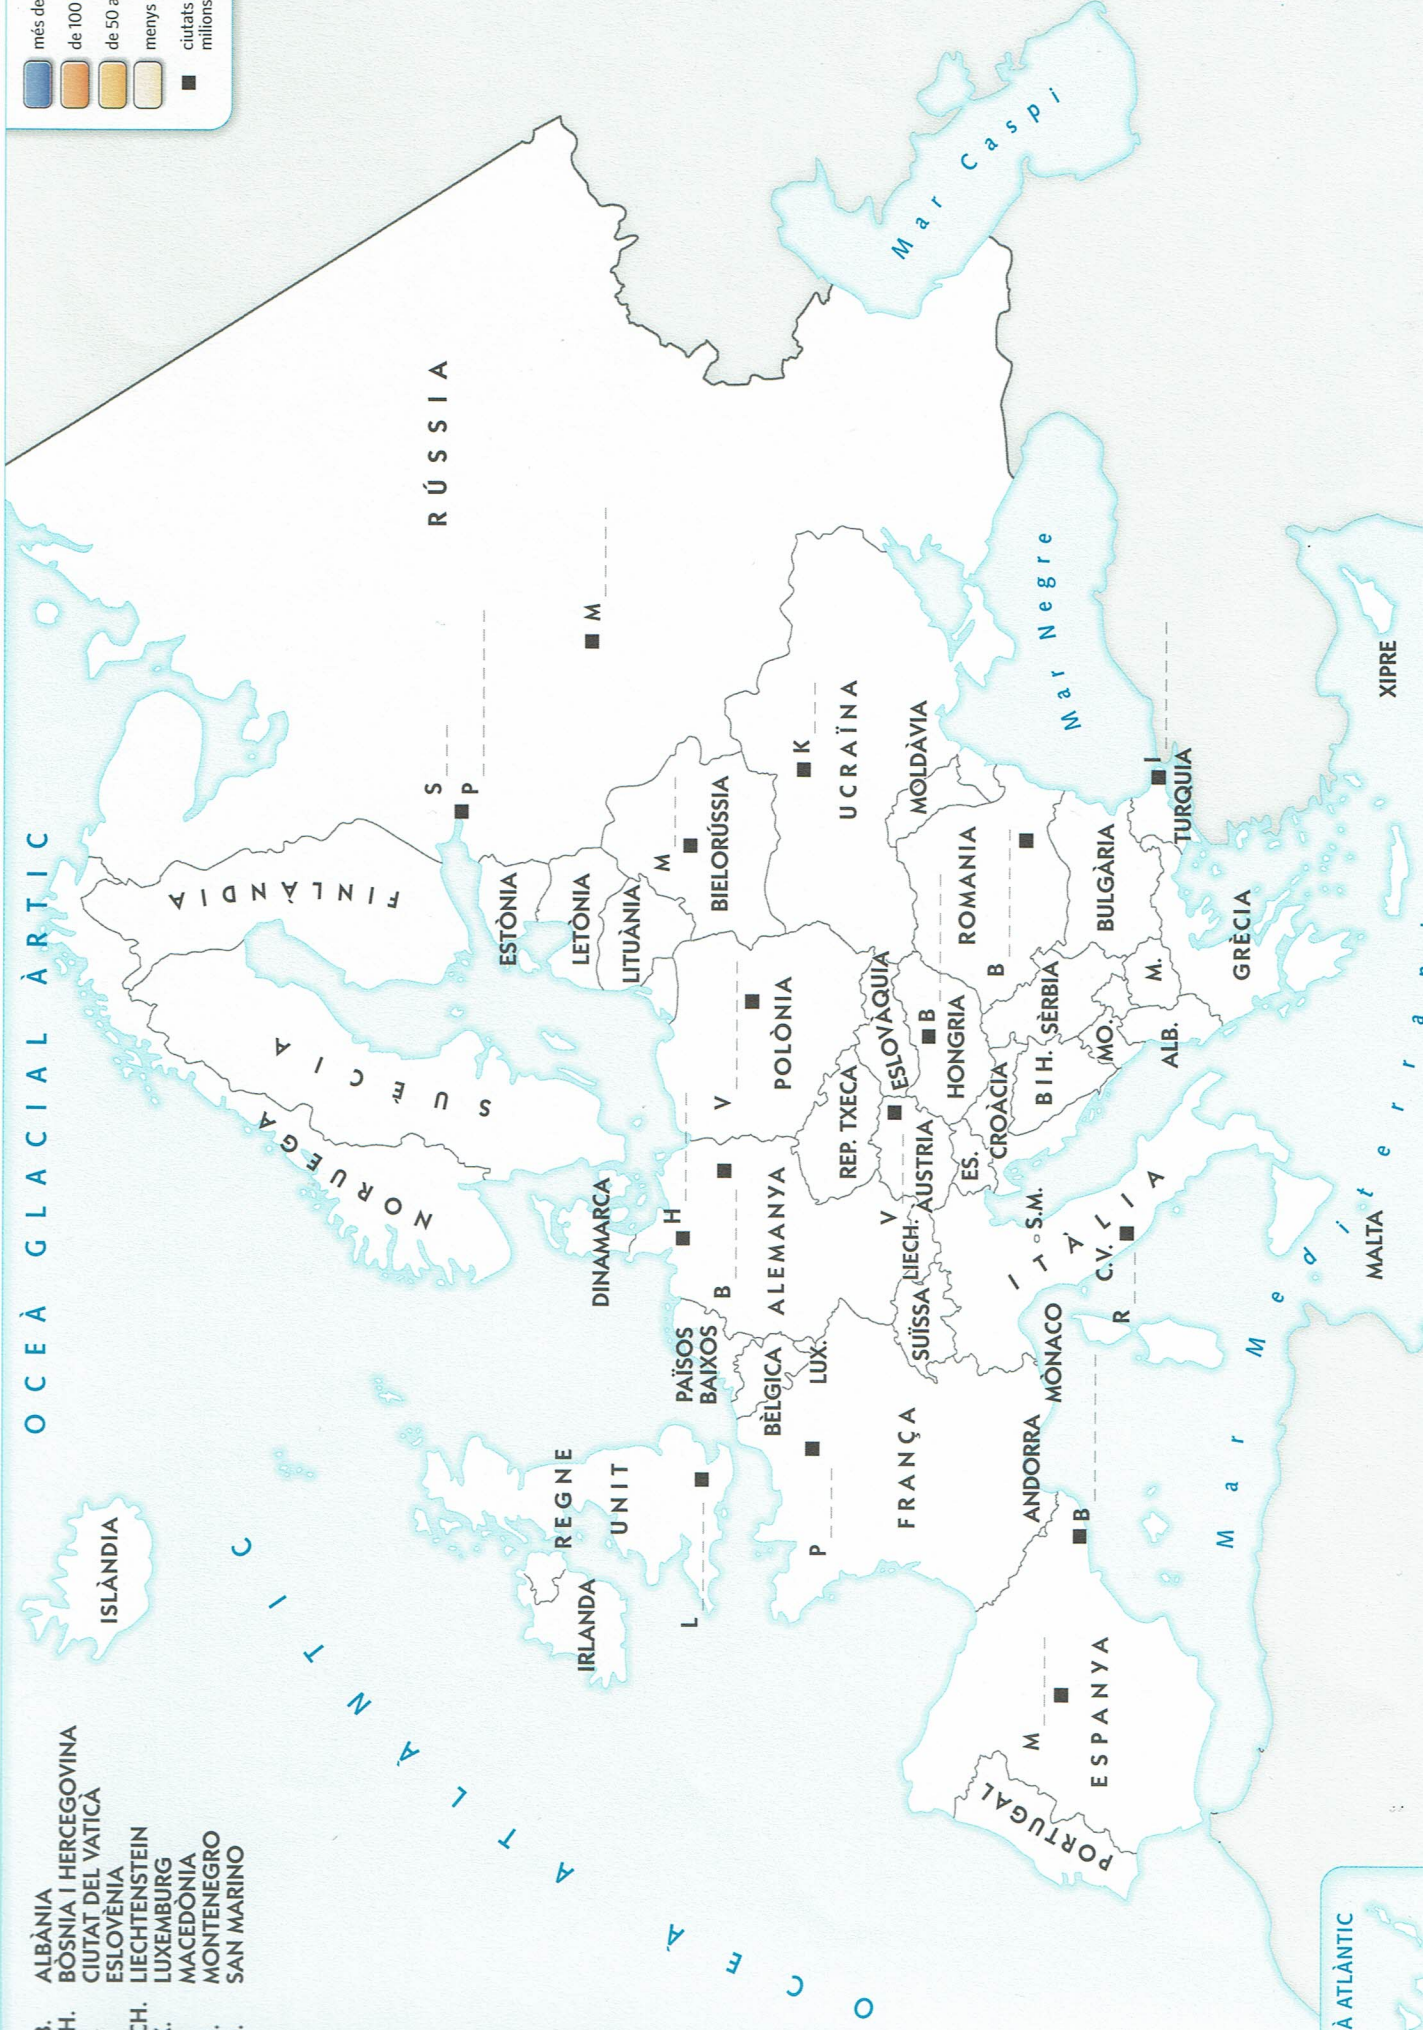 més de
de 100
de 50 a
menys
ciutats
milions
B. ALBÀNIA
H. BÒSNIA I HERCEGOVINA
CIUTAT DEL VATICÀ
ESLOVÈNIA
CH. LIECHTENSTEIN
LUXEMBURG
MACEDÒNIA
MONTENEGRO
SAN MARINO
OCEÀ GLACIAL ÀRTIC
OCEÀ ATLÀNTIC
ISLÀNDIA
NORUEGA
SUÈCIA
FINLÀNDIA
RÚSSIA
S
P
M
ESTÒNIA
LETÒNIA
LITUÀNIA
M
BIELORÚSSIA
DINAMARCA
IRLANDA
REGNE
UNIT
L
PAÏSOS
BAIXOS
BÈLGICA
LUX.
H
B
ALEMANYA
V
POLÒNIA
K
UCRAÏNA
MOLDÀVIA
REP. TXECA
ESLOVÀQUIA
V
ÀUSTRIA
LIECH.
SUÏSSA
P
FRANÇA
B
HONGRIA
ROMANIA
B
ES.
CROÀCIA
BIH.
SÈRBIA
MO.
BULGÀRIA
M.
ALB.
GRÈCIA
I
TURQUIA
ITÀLIA
S.M.
C.V.
R
MÒNACO
ANDORRA
B
M
ESPANYA
PORTUGAL
MALTA
XIPRE
Mar Negre
Mar Caspi
Mar Mediterrani
À ATLÀNTIC